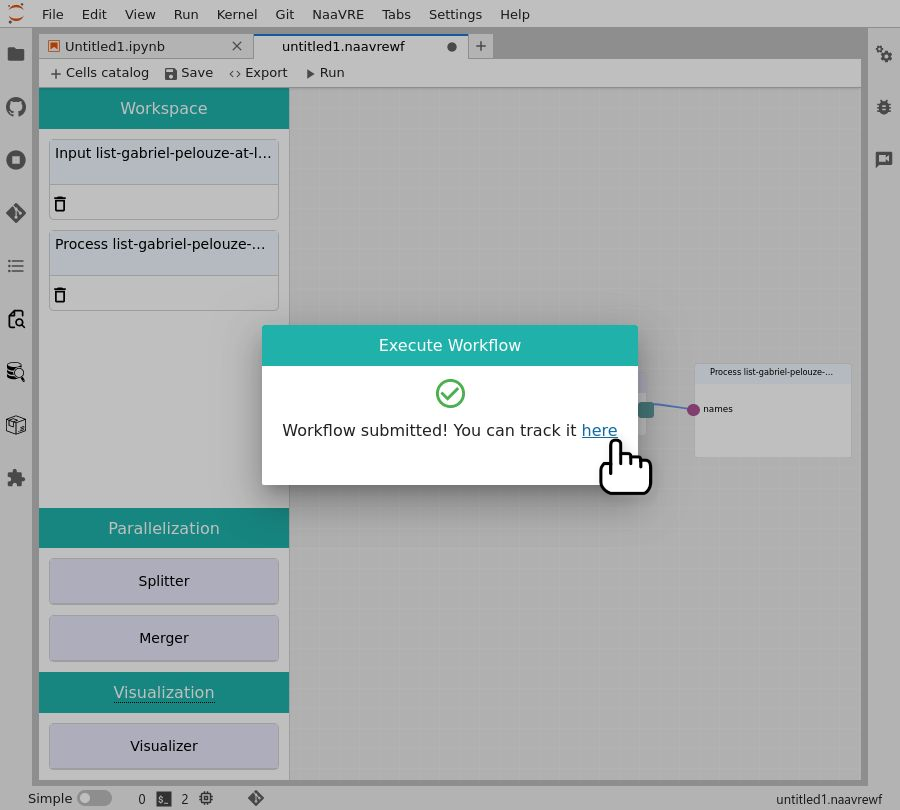 File Edit View Run Kernel Git NaaVRE Tabs Settings Help
Untitled1.ipynb
untitled1.naavrewf
Cells catalog Save Export Run
Workspace
Input list-gabriel-pelouze-at-l...
Process list-gabriel-pelouze-...
Execute Workflow
Workflow submitted! You can track it here
Process list-gabriel-pelouze-...
names
Parallelization
Splitter
Merger
Visualization
Visualizer
Simple 0 2 untitled1.naavrewf